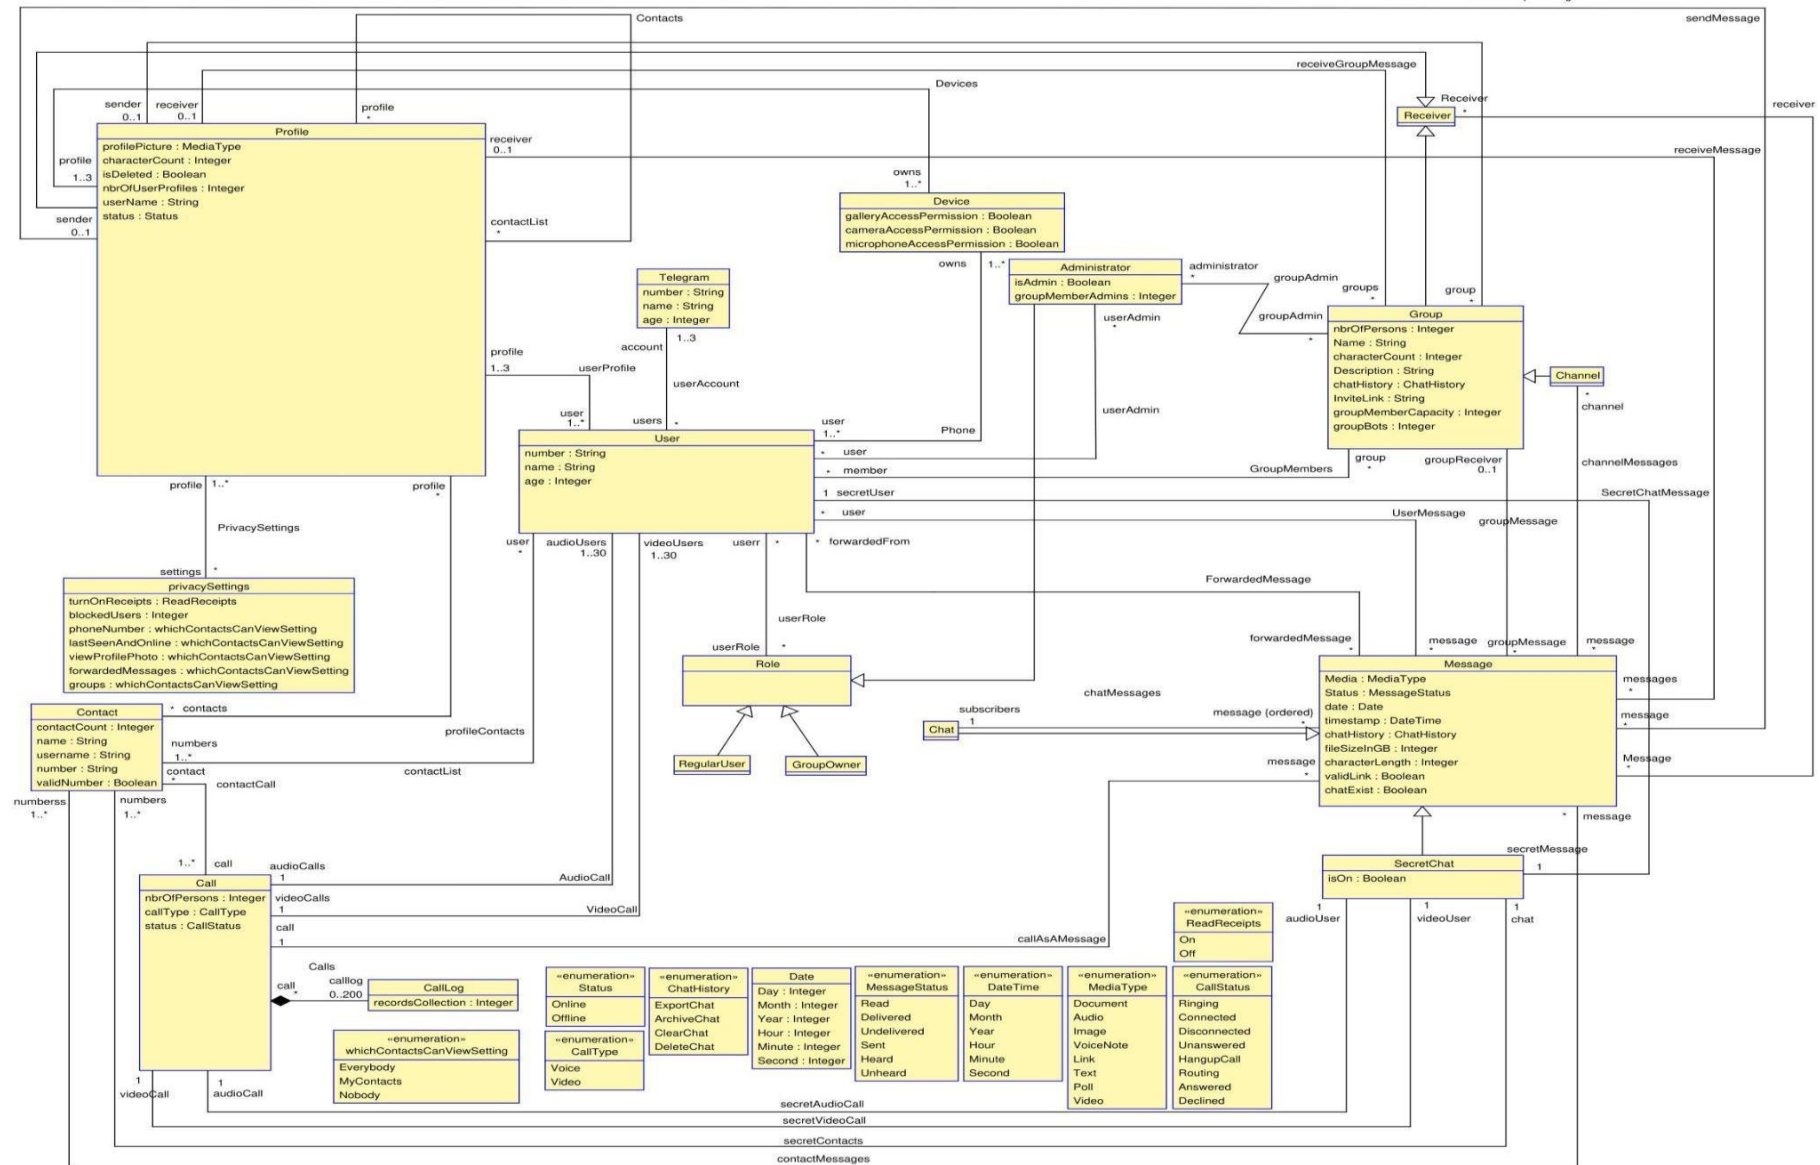 sendMessage
Contacts
receiveGroupMessage
Devices
sender
0..1
receiver
0..1
profile
*
Receiver
*
receiver
Receiver
Profile
profilePicture : MediaType
characterCount : Integer
isDeleted : Boolean
nbrOfUserProfiles : Integer
userName : String
status : Status
profile
1..3
sender
0..1
receiver
0..1
receiveMessage
contactList
*
owns
1..*
Device
galleryAccessPermission : Boolean
cameraAccessPermission : Boolean
microphoneAccessPermission : Boolean
owns
1..*
Administrator
isAdmin : Boolean
groupMemberAdmins : Integer
administrator
*
groupAdmin
groupAdmin
*
groups
*
group
*
userAdmin
*
userAdmin
Telegram
number : String
name : String
age : Integer
1..3
account
userAccount
users
*
profile
1..3
userProfile
user
1..*
Group
nbrOfPersons : Integer
Name : String
characterCount : Integer
Description : String
chatHistory : ChatHistory
InviteLink : String
groupMemberCapacity : Integer
groupBots : Integer
Channel
*
channel
channelMessages
group
*
groupReceiver
0..1
User
number : String
name : String
age : Integer
user
1..*
Phone
* user
* member
GroupMembers
1 secretUser
SecretChatMessage
* user
UserMessage
groupMessage
* forwardedFrom
ForwardedMessage
user
*
audioUsers
1..30
videoUsers
1..30
userr
*
userRole
userRole
*
profile
1..*
profile
*
PrivacySettings
settings
*
privacySettings
turnOnReceipts : ReadReceipts
blockedUsers : Integer
phoneNumber : whichContactsCanViewSetting
lastSeenAndOnline : whichContactsCanViewSetting
viewProfilePhoto : whichContactsCanViewSetting
forwardedMessages : whichContactsCanViewSetting
groups : whichContactsCanViewSetting
Role
RegularUser
GroupOwner
forwardedMessage
*
message
*
groupMessage
*
message
*
Message
Media : MediaType
Status : MessageStatus
date : Date
timestamp : DateTime
chatHistory : ChatHistory
fileSizeInGB : Integer
characterLength : Integer
validLink : Boolean
chatExist : Boolean
messages
*
message
*
Message
*
chatMessages
Chat
subscribers
1
message {ordered}
*
message
*
Contact
contactCount : Integer
name : String
username : String
number : String
validNumber : Boolean
* contacts
profileContacts
numbers
1..*
contactList
contact
*
contactCall
numberss
1..*
numbers
1..*
1..*
call
audioCalls
1
AudioCall
videoCalls
1
VideoCall
call
1
callAsAMessage
Call
nbrOfPersons : Integer
callType : CallType
status : CallStatus
* message
secretMessage
1
SecretChat
isOn : Boolean
1
audioUser
1
videoUser
1
chat
Calls
call
*
calllog
0..200
CallLog
recordsCollection : Integer
«enumeration»
whichContactsCanViewSetting
Everybody
MyContacts
Nobody
«enumeration»
Status
Online
Offline
«enumeration»
CallType
Voice
Video
«enumeration»
ChatHistory
ExportChat
ArchiveChat
ClearChat
DeleteChat
Date
Day : Integer
Month : Integer
Year : Integer
Hour : Integer
Minute : Integer
Second : Integer
«enumeration»
MessageStatus
Read
Delivered
Undelivered
Sent
Heard
Unheard
«enumeration»
DateTime
Day
Month
Year
Hour
Minute
Second
«enumeration»
MediaType
Document
Audio
Image
VoiceNote
Link
Text
Poll
Video
«enumeration»
ReadReceipts
On
Off
«enumeration»
CallStatus
Ringing
Connected
Disconnected
Unanswered
HangupCall
Routing
Answered
Declined
1
videoCall
1
audioCall
secretAudioCall
secretVideoCall
secretContacts
contactMessages